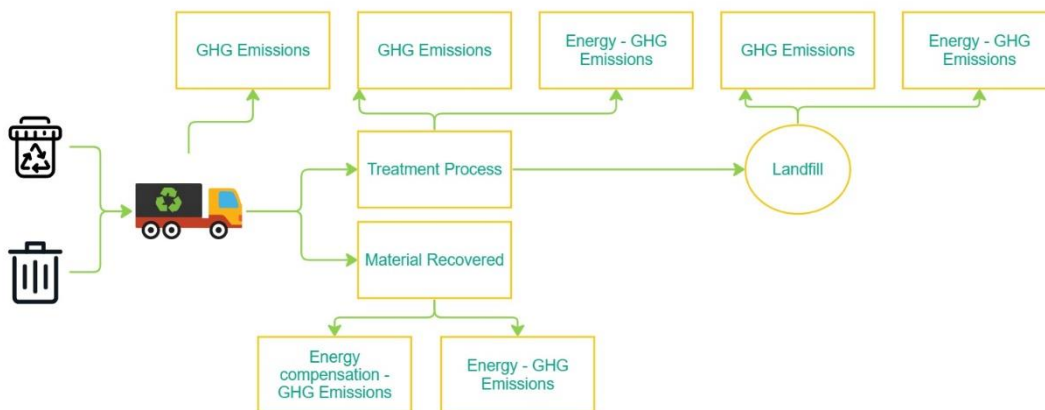 GHG Emissions
GHG Emissions
Energy - GHG
Emissions
GHG Emissions
Energy - GHG
Emissions
Treatment Process
Landfill
Material Recovered
Energy
compensation -
GHG Emissions
Energy - GHG
Emissions